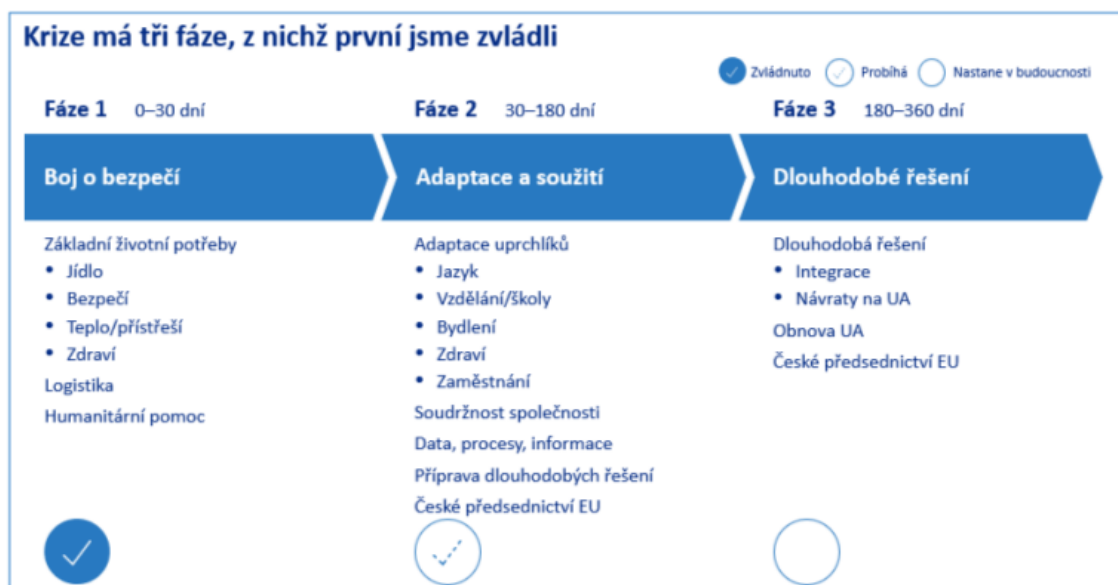 Krize má tři fáze, z nichž první jsme zvládli
Zvládnuto
Probíhá
Nastane v budoucnosti
Fáze 1 0–30 dní
Boj o bezpečí
Základní životní potřeby
• Jídlo
• Bezpečí
• Teplo/přístřeší
• Zdraví
Logistika
Humanitární pomoc
Fáze 2 30–180 dní
Adaptace a soužití
Adaptace uprchlíků
• Jazyk
• Vzdělání/školy
• Bydlení
• Zdraví
• Zaměstnání
Soudržnost společnosti
Data, procesy, informace
Příprava dlouhodobých řešení
České předsednictví EU
Fáze 3 180–360 dní
Dlouhodobé řešení
Dlouhodobá řešení
• Integrace
• Návraty na UA
Obnova UA
České předsednictví EU